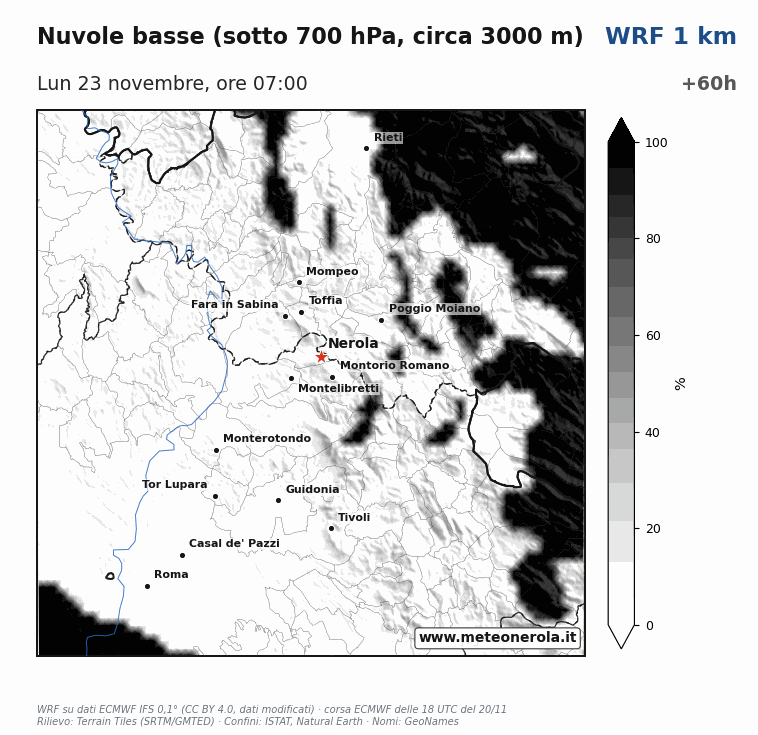 Nuvole basse (sotto 700 hPa, circa 3000 m) WRF 1 km
Lun 23 novembre, ore 07:00 +60h
Rieti
Mompeo
Fara in Sabina
Toffia
Poggio Moiano
Nerola
Montorio Romano
Montelibretti
Monterotondo
Tor Lupara
Guidonia
Tivoli
Casal de' Pazzi
Roma
www.meteonerola.it
100
80
60
40
20
0
%
WRF su dati ECMWF IFS 0,1° (CC BY 4.0, dati modificati) · corsa ECMWF delle 18 UTC del 20/11
Rilievo: Terrain Tiles (SRTM/GMTED) · Confini: ISTAT, Natural Earth · Nomi: GeoNames